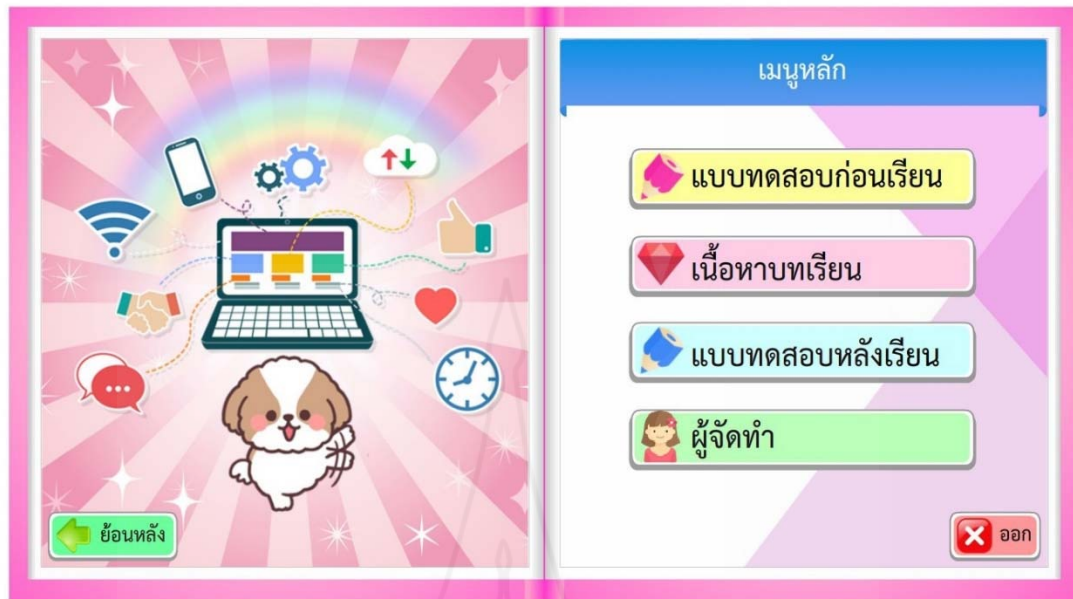 ย้อนหลัง
เมนูหลัก
แบบทดสอบก่อนเรียน
เนื้อหาบทเรียน
แบบทดสอบหลังเรียน
ผู้จัดทำ
ออก